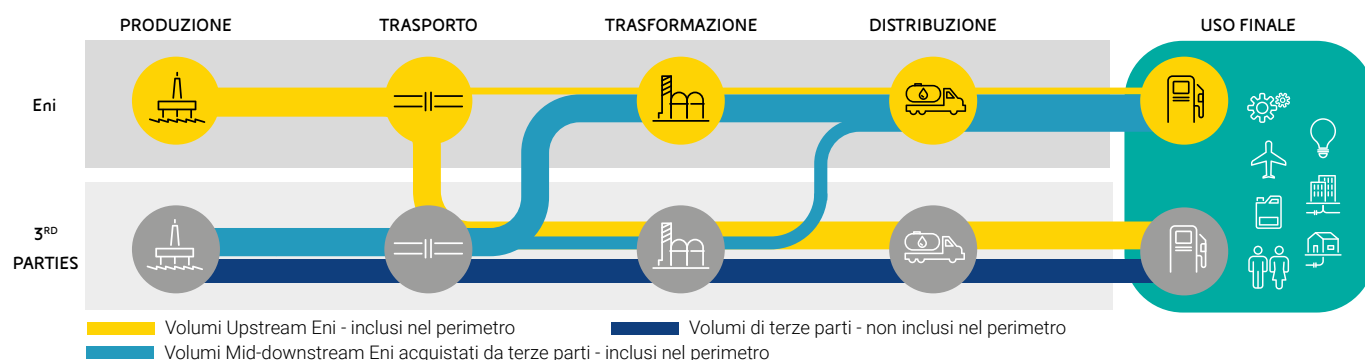 PRODUZIONE TRASPORTO TRASFORMAZIONE DISTRIBUZIONE USO FINALE
Eni
3RD
PARTIES
Volumi Upstream Eni - inclusi nel perimetro Volumi di terze parti - non inclusi nel perimetro
Volumi Mid-downstream Eni acquistati da terze parti - inclusi nel perimetro